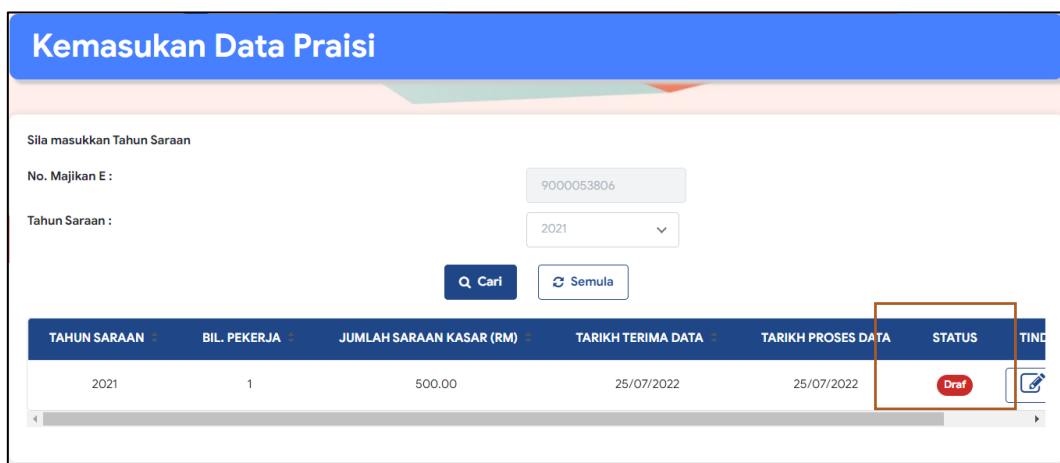 Kemasukan Data Praisi
Sila masukkan Tahun Saraan
No. Majikan E : 9000053806
Tahun Saraan : 2021
Cari Semula
TAHUN SARAAN BIL. PEKERJA JUMLAH SARAAN KASAR (RM) TARIKH TERIMA DATA TARIKH PROSES DATA STATUS TIND
2021 1 500.00 25/07/2022 25/07/2022 Draf